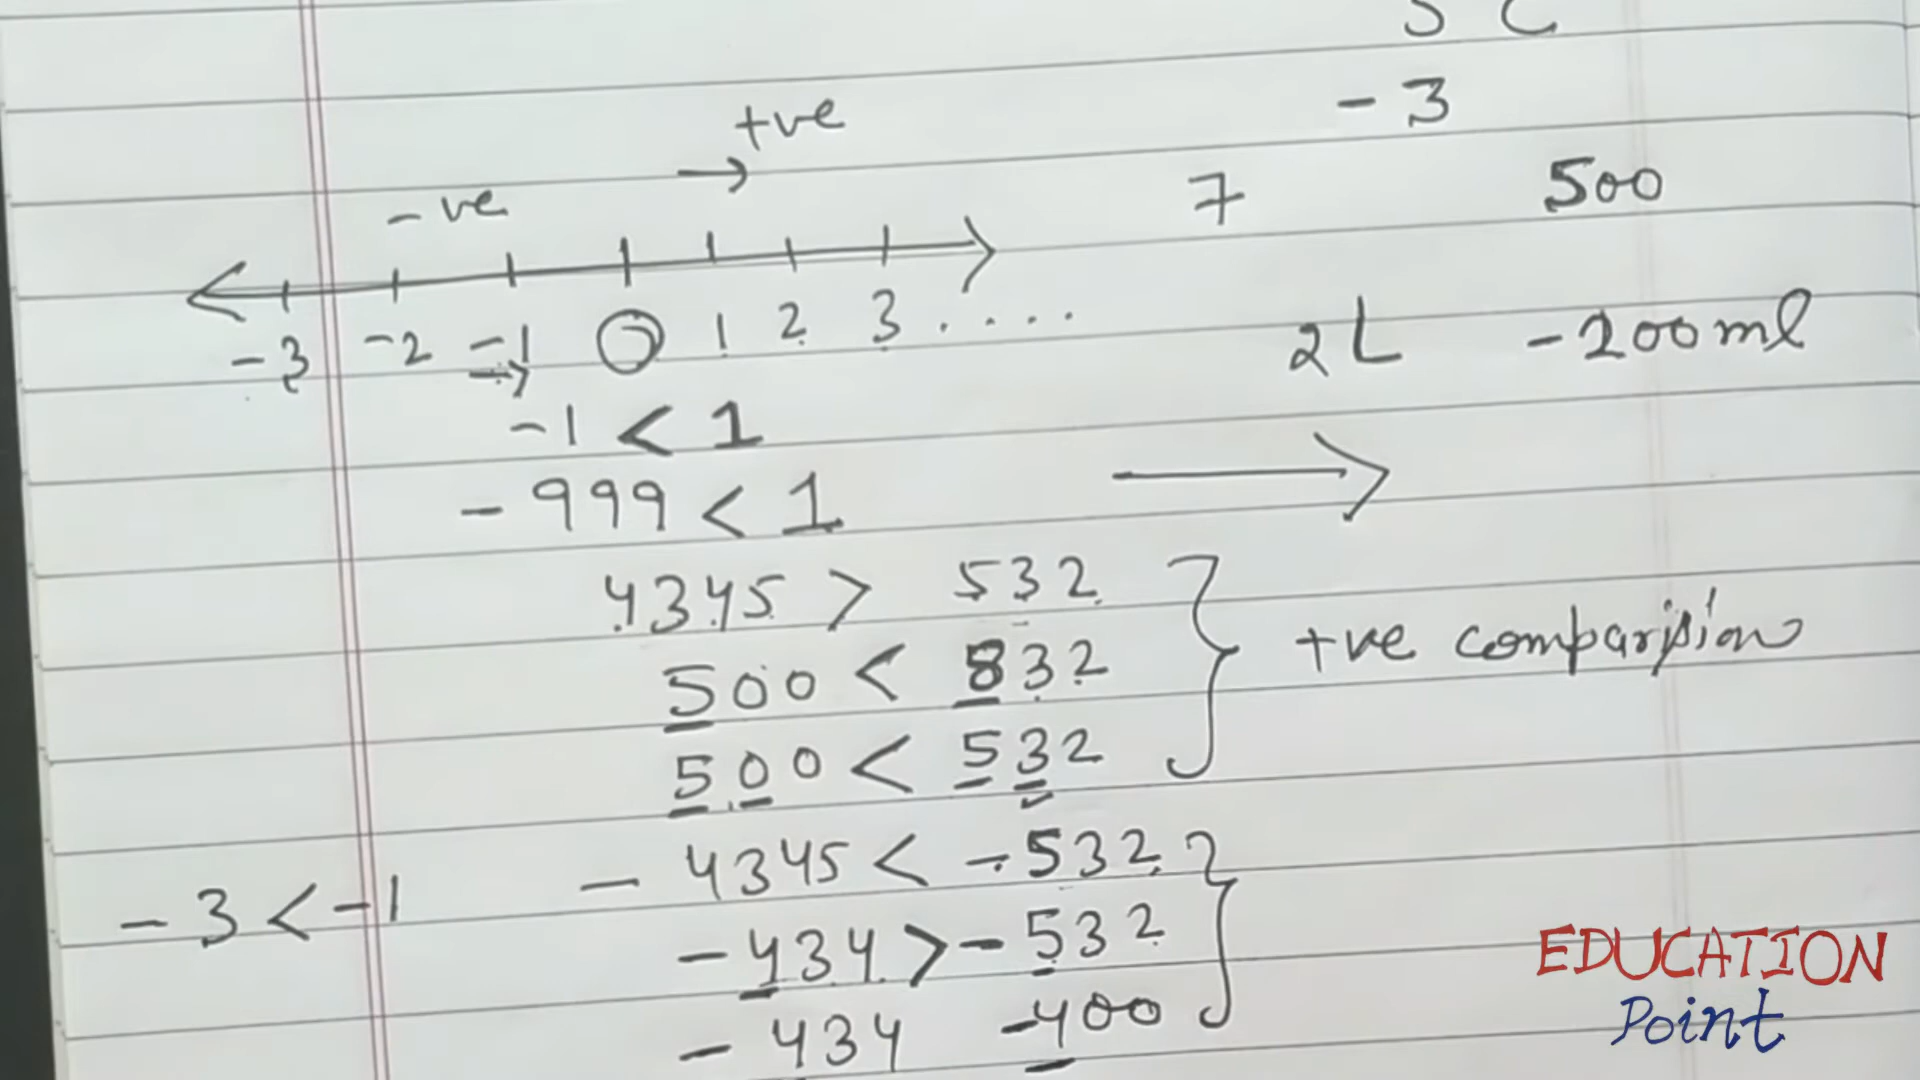 5 C
- 3
+ve
→
- ve
7 500
-3 -2 -1 0 1 2 3 ....
→
2L -200ml
-1 < 1
- 999 < 1
4345 > 532
500 < 832
+ve comparision
500 < 532
- 4345 < -532
- 3 < -1
-434 > -532
- 434 -400
EDUCATION
Point